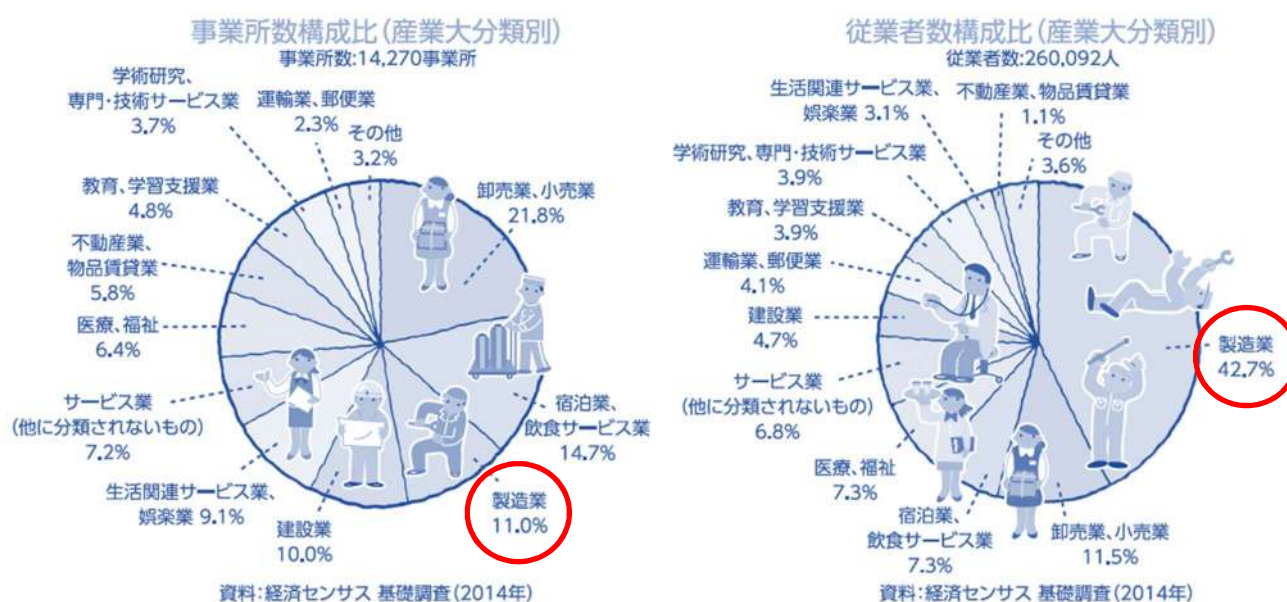 事業所数構成比(産業大分類別)
事業所数:14,270事業所
学術研究、
専門・技術サービス業
3.7%
運輸業、郵便業
2.3%
その他
3.2%
卸売業、小売業
21.8%
教育、学習支援業
4.8%
不動産業、
物品賃貸業
5.8%
医療、福祉
6.4%
サービス業
(他に分類されないもの)
7.2%
生活関連サービス業、
娯楽業 9.1%
建設業
10.0%
製造業
11.0%
宿泊業、
飲食サービス業
14.7%
資料:経済センサス 基礎調査(2014年)
従業者数構成比(産業大分類別)
従業者数:260,092人
生活関連サービス業、
娯楽業 3.1%
不動産業、物品賃貸業
1.1%
その他
3.6%
学術研究、専門・技術サービス業
3.9%
教育、学習支援業
3.9%
運輸業、郵便業
4.1%
建設業
4.7%
サービス業
(他に分類されないもの)
6.8%
医療、福祉
7.3%
宿泊業、
飲食サービス業
7.3%
卸売業、小売業
11.5%
製造業
42.7%
資料:経済センサス 基礎調査(2014年)